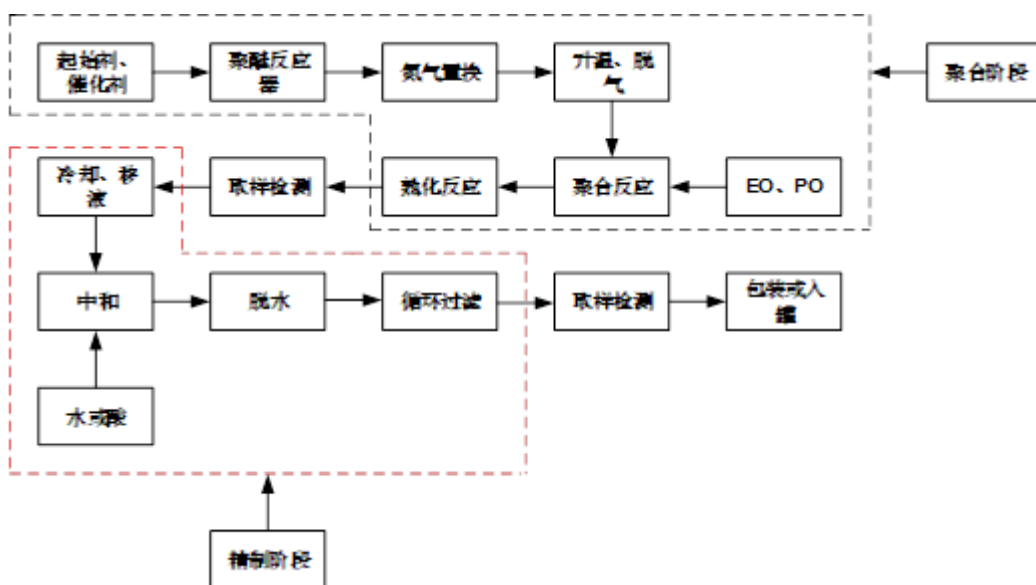 起始剂、
催化剂
聚醚反应
器
氮气置换
升温、脱
气
聚合阶段
冷却、移
液
取样检测
熟化反应
聚合反应
EO、PO
中和
脱水
循环过滤
取样检测
包装或入
罐
水或酸
精制阶段